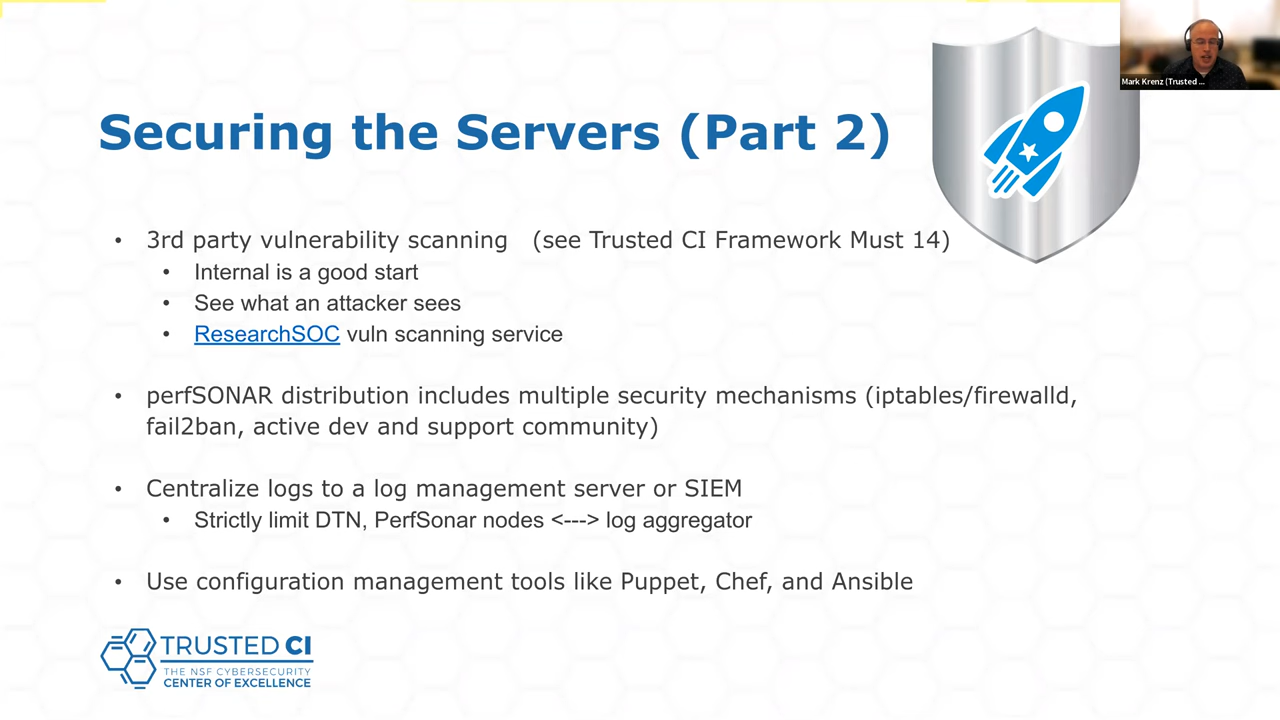 Mark Krenz (Trusted ...
Securing the Servers (Part 2)
• 3rd party vulnerability scanning (see Trusted CI Framework Must 14)
• Internal is a good start
• See what an attacker sees
• ResearchSOC vuln scanning service
• perfSONAR distribution includes multiple security mechanisms (iptables/firewalld,
fail2ban, active dev and support community)
• Centralize logs to a log management server or SIEM
• Strictly limit DTN, PerfSonar nodes <---> log aggregator
• Use configuration management tools like Puppet, Chef, and Ansible
TRUSTED CI
THE NSF CYBERSECURITY
CENTER OF EXCELLENCE